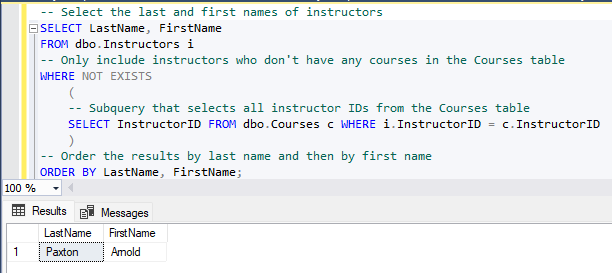 -- Select the last and first names of instructors
SELECT LastName, FirstName
FROM dbo.Instructors i
-- Only include instructors who don't have any courses in the Courses table
WHERE NOT EXISTS
(
-- Subquery that selects all instructor IDs from the Courses table
SELECT InstructorID FROM dbo.Courses c WHERE i.InstructorID = c.InstructorID
)
-- Order the results by last name and then by first name
ORDER BY LastName, FirstName;
100 %
Results Messages
LastName FirstName
1 Paxton Arnold